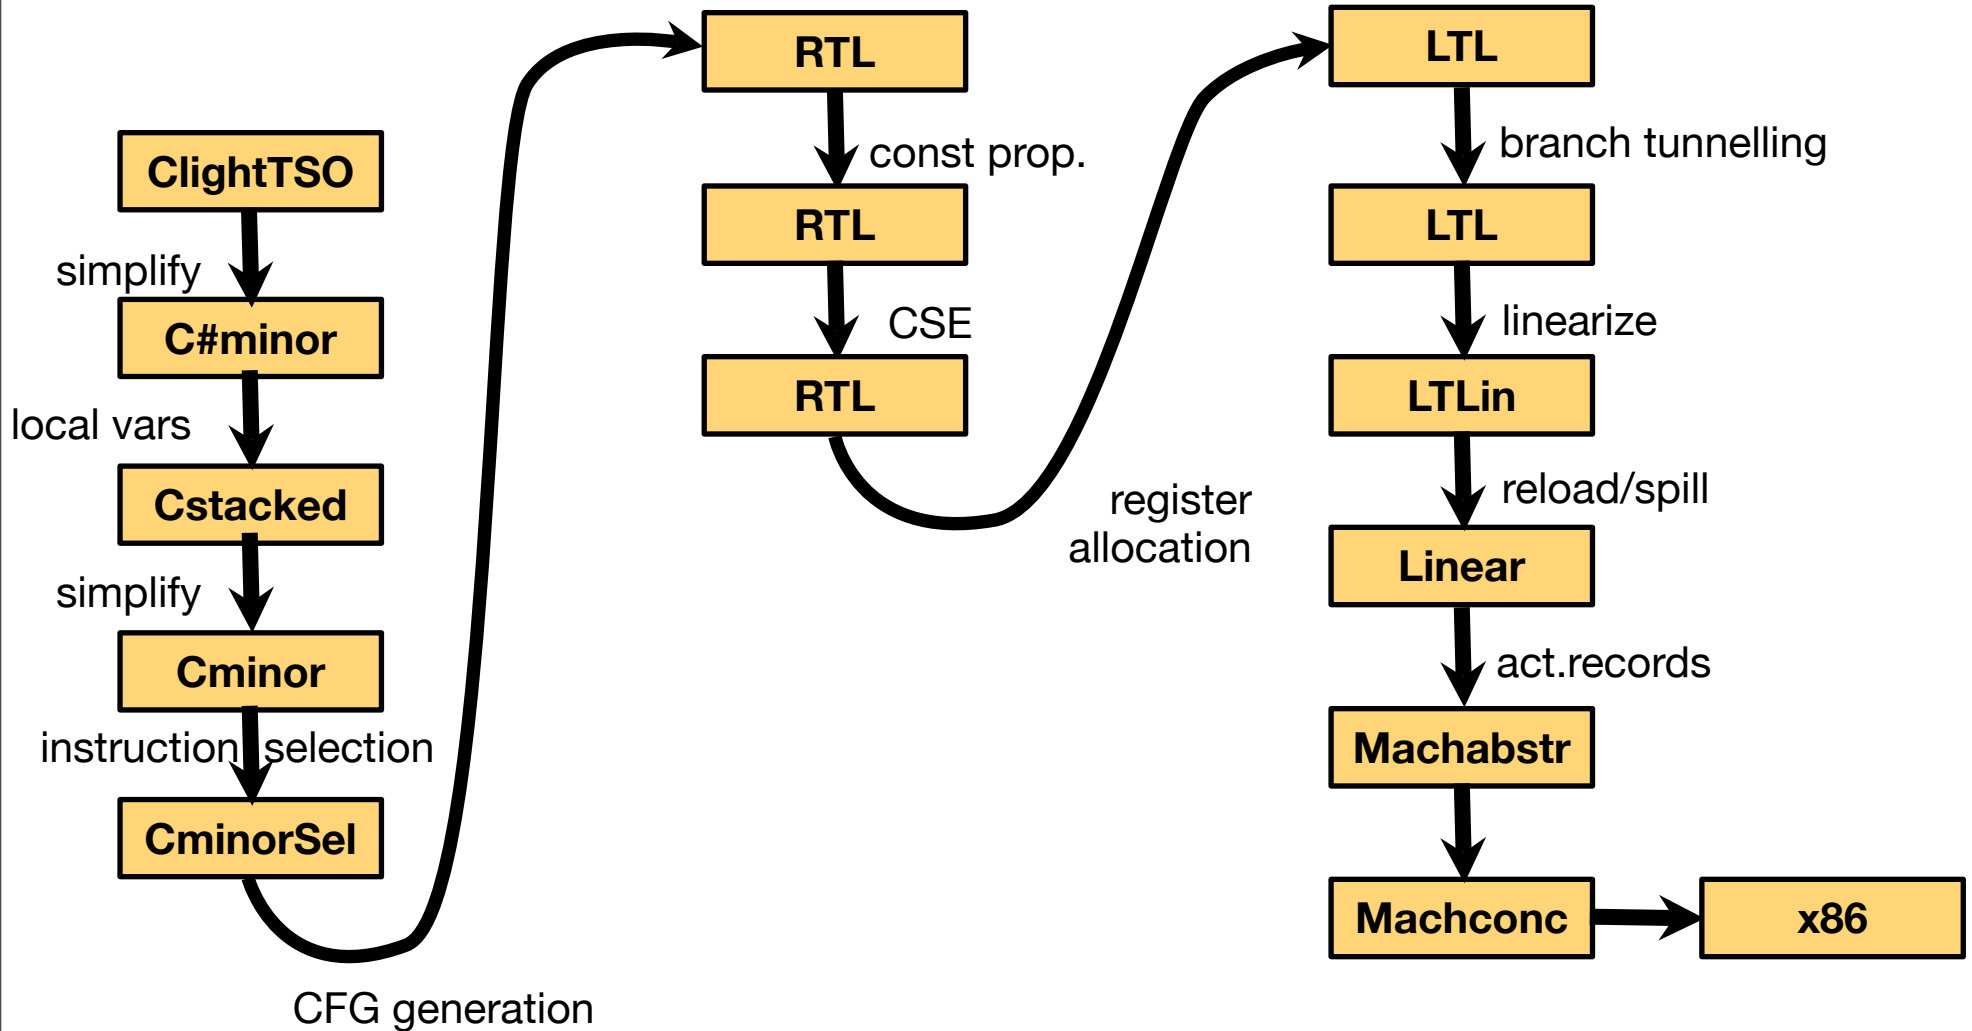 ClightTSO
simplify
C#minor
local vars
Cstacked
simplify
Cminor
instruction selection
CminorSel
CFG generation
RTL
const prop.
RTL
CSE
RTL
register
allocation
LTL
branch tunnelling
LTL
linearize
LTLin
reload/spill
Linear
act.records
Machabstr
Machconc
x86